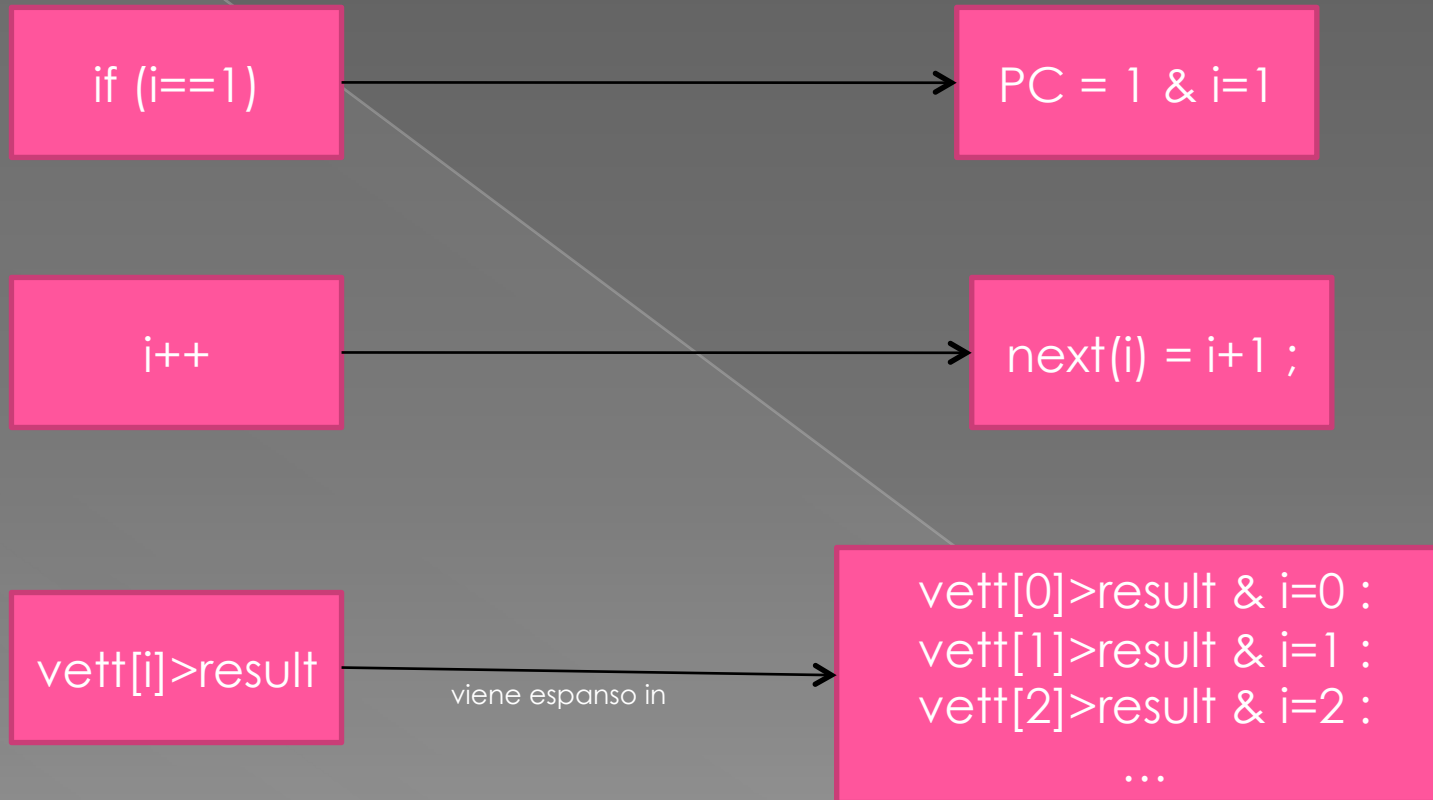 if (i==1)
PC = 1 & i=1
i++
next(i) = i+1 ;
vett[i]>result
viene espanso in
vett[0]>result & i=0 :
vett[1]>result & i=1 :
vett[2]>result & i=2 :
…